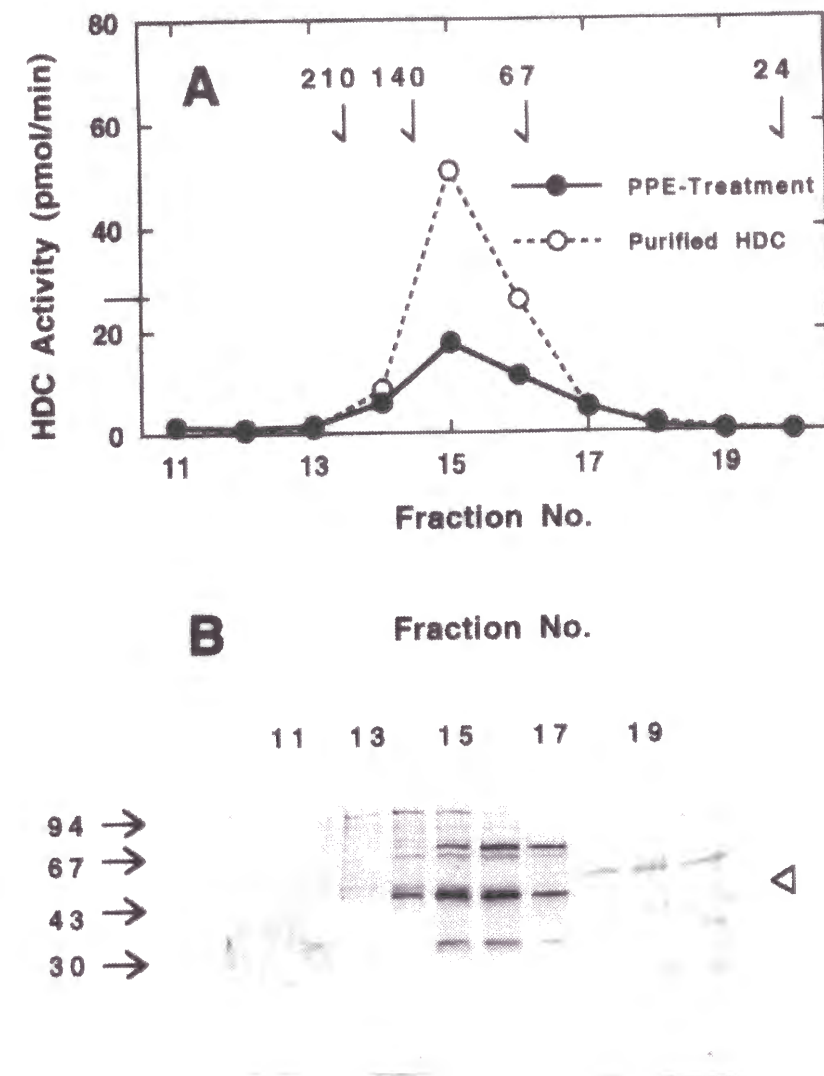 80
60
40
20
0
HDC Activity (pmol/min)
A
210 140 67 24
PPE-Treatment
Purified HDC
11 13 15 17 19
Fraction No.
B
Fraction No.
11 13 15 17 19
94
67
43
30